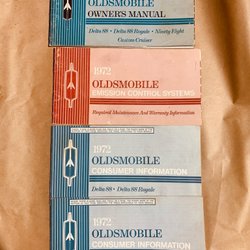 OLDSMOBILE
OWNER'S MANUAL
Delta 88 • Delta 88 Royale • Ninety Eight
Custom Cruiser
1972
OLDSMOBILE
EMISSION CONTROL SYSTEMS
Required Maintenance And Warranty Information
1972
OLDSMOBILE
CONSUMER INFORMATION
Delta 88 • Delta 88 Royale
1972
OLDSMOBILE
CONSUMER INFORMATION